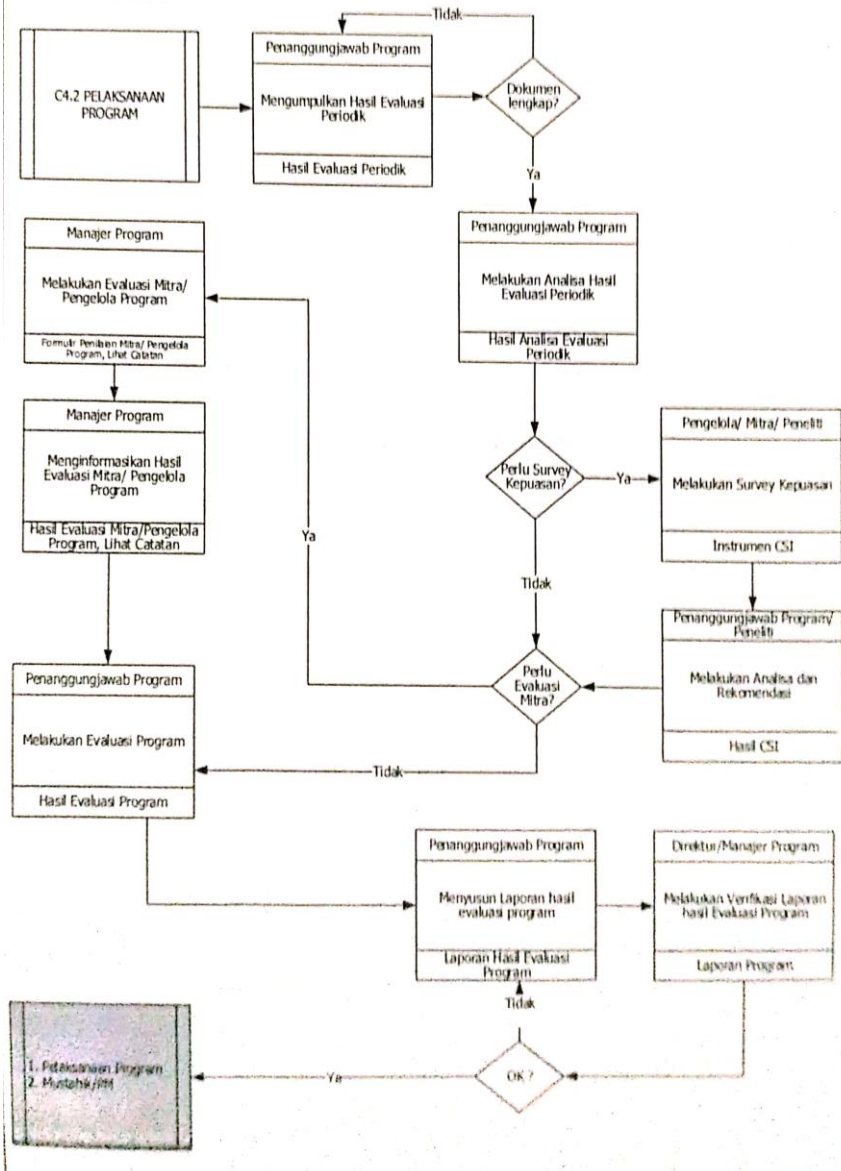 Tidak
C4.2 PELAKSANAAN
PROGRAM
Penanggungjawab Program
Mengumpulkan Hasil Evaluasi
Periodik
Hasil Evaluasi Periodik
Dokumen
lengkap?
Ya
Penanggungjawab Program
Melakukan Analisa Hasil
Evaluasi Periodik
Hasil Analisa Evaluasi
Periodik
Manajer Program
Melakukan Evaluasi Mitra/
Pengelola Program
Formulir Penilaian Mitra/ Pengelola
Program, Lihat Catatan
Manajer Program
Menginformasikan Hasil
Evaluasi Mitra/ Pengelola
Program
Hasil Evaluasi Mitra/Pengelola
Program, Lihat Catatan
Ya
Perlu Survey
Kepuasan?
Ya
Pengelola/ Mitra/ Peneliti
Melakukan Survey Kepuasan
Instrumen CSI
Tidak
Penanggungjawab Program/
Peneliti
Melakukan Analisa dan
Rekomendasi
Hasil CSI
Perlu
Evaluasi
Mitra?
Tidak
Penanggungjawab Program
Melakukan Evaluasi Program
Hasil Evaluasi Program
Penanggungjawab Program
Menyusun Laporan hasil
evaluasi program
Laporan Hasil Evaluasi
Program
Direktur/Manajer Program
Melakukan Verifikasi Laporan
hasil Evaluasi Program
Laporan Program
Tidak
OK ?
Ya
1. Pelaksanaan Program
2. Mustahik/PM